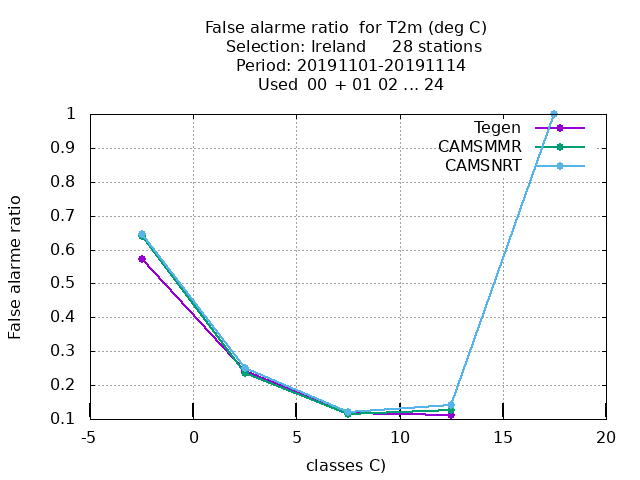 False alarme ratio  for T2m (deg C)
Selection: Ireland     28 stations
Period: 20191101-20191114
Used  00  + 01 02 ... 24
Tegen
CAMSMMR
CAMSNRT
1
0.9
0.8
0.7
0.6
0.5
0.4
0.3
0.2
0.1
False alarme ratio
-5
0
5
10
15
20
classes C)